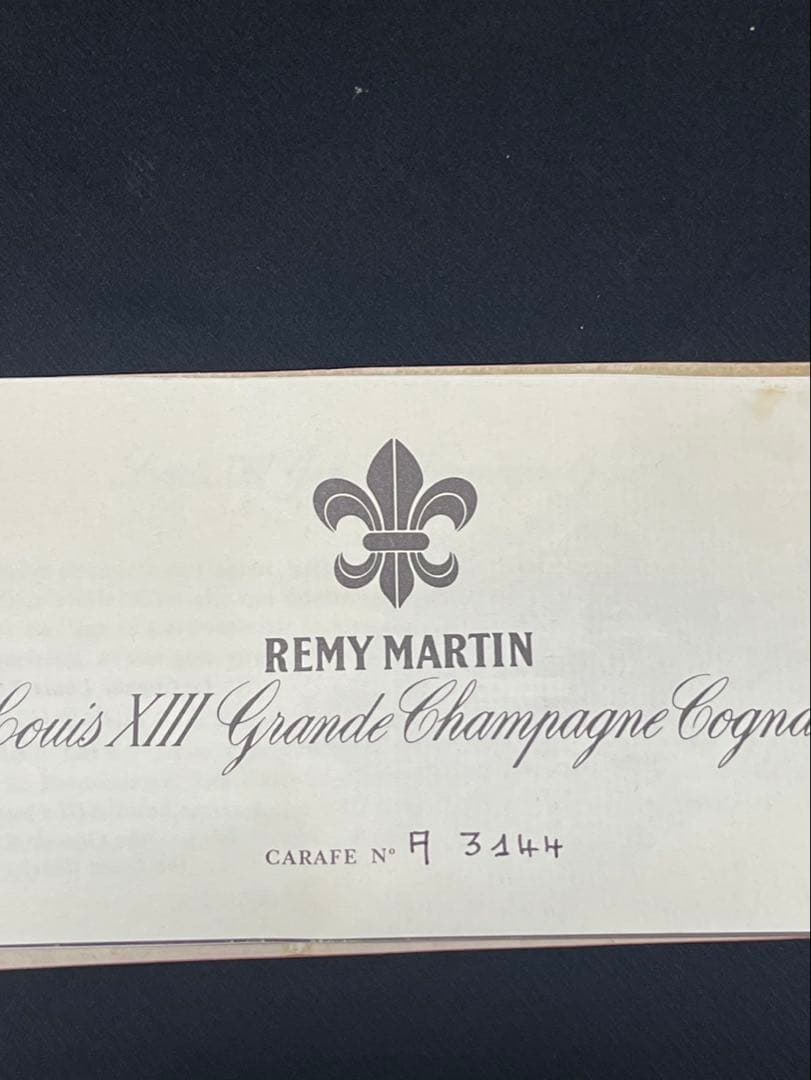 REMY MARTIN
Louis XIII Grande Champagne Cogna
CARAFE Nº A 3144